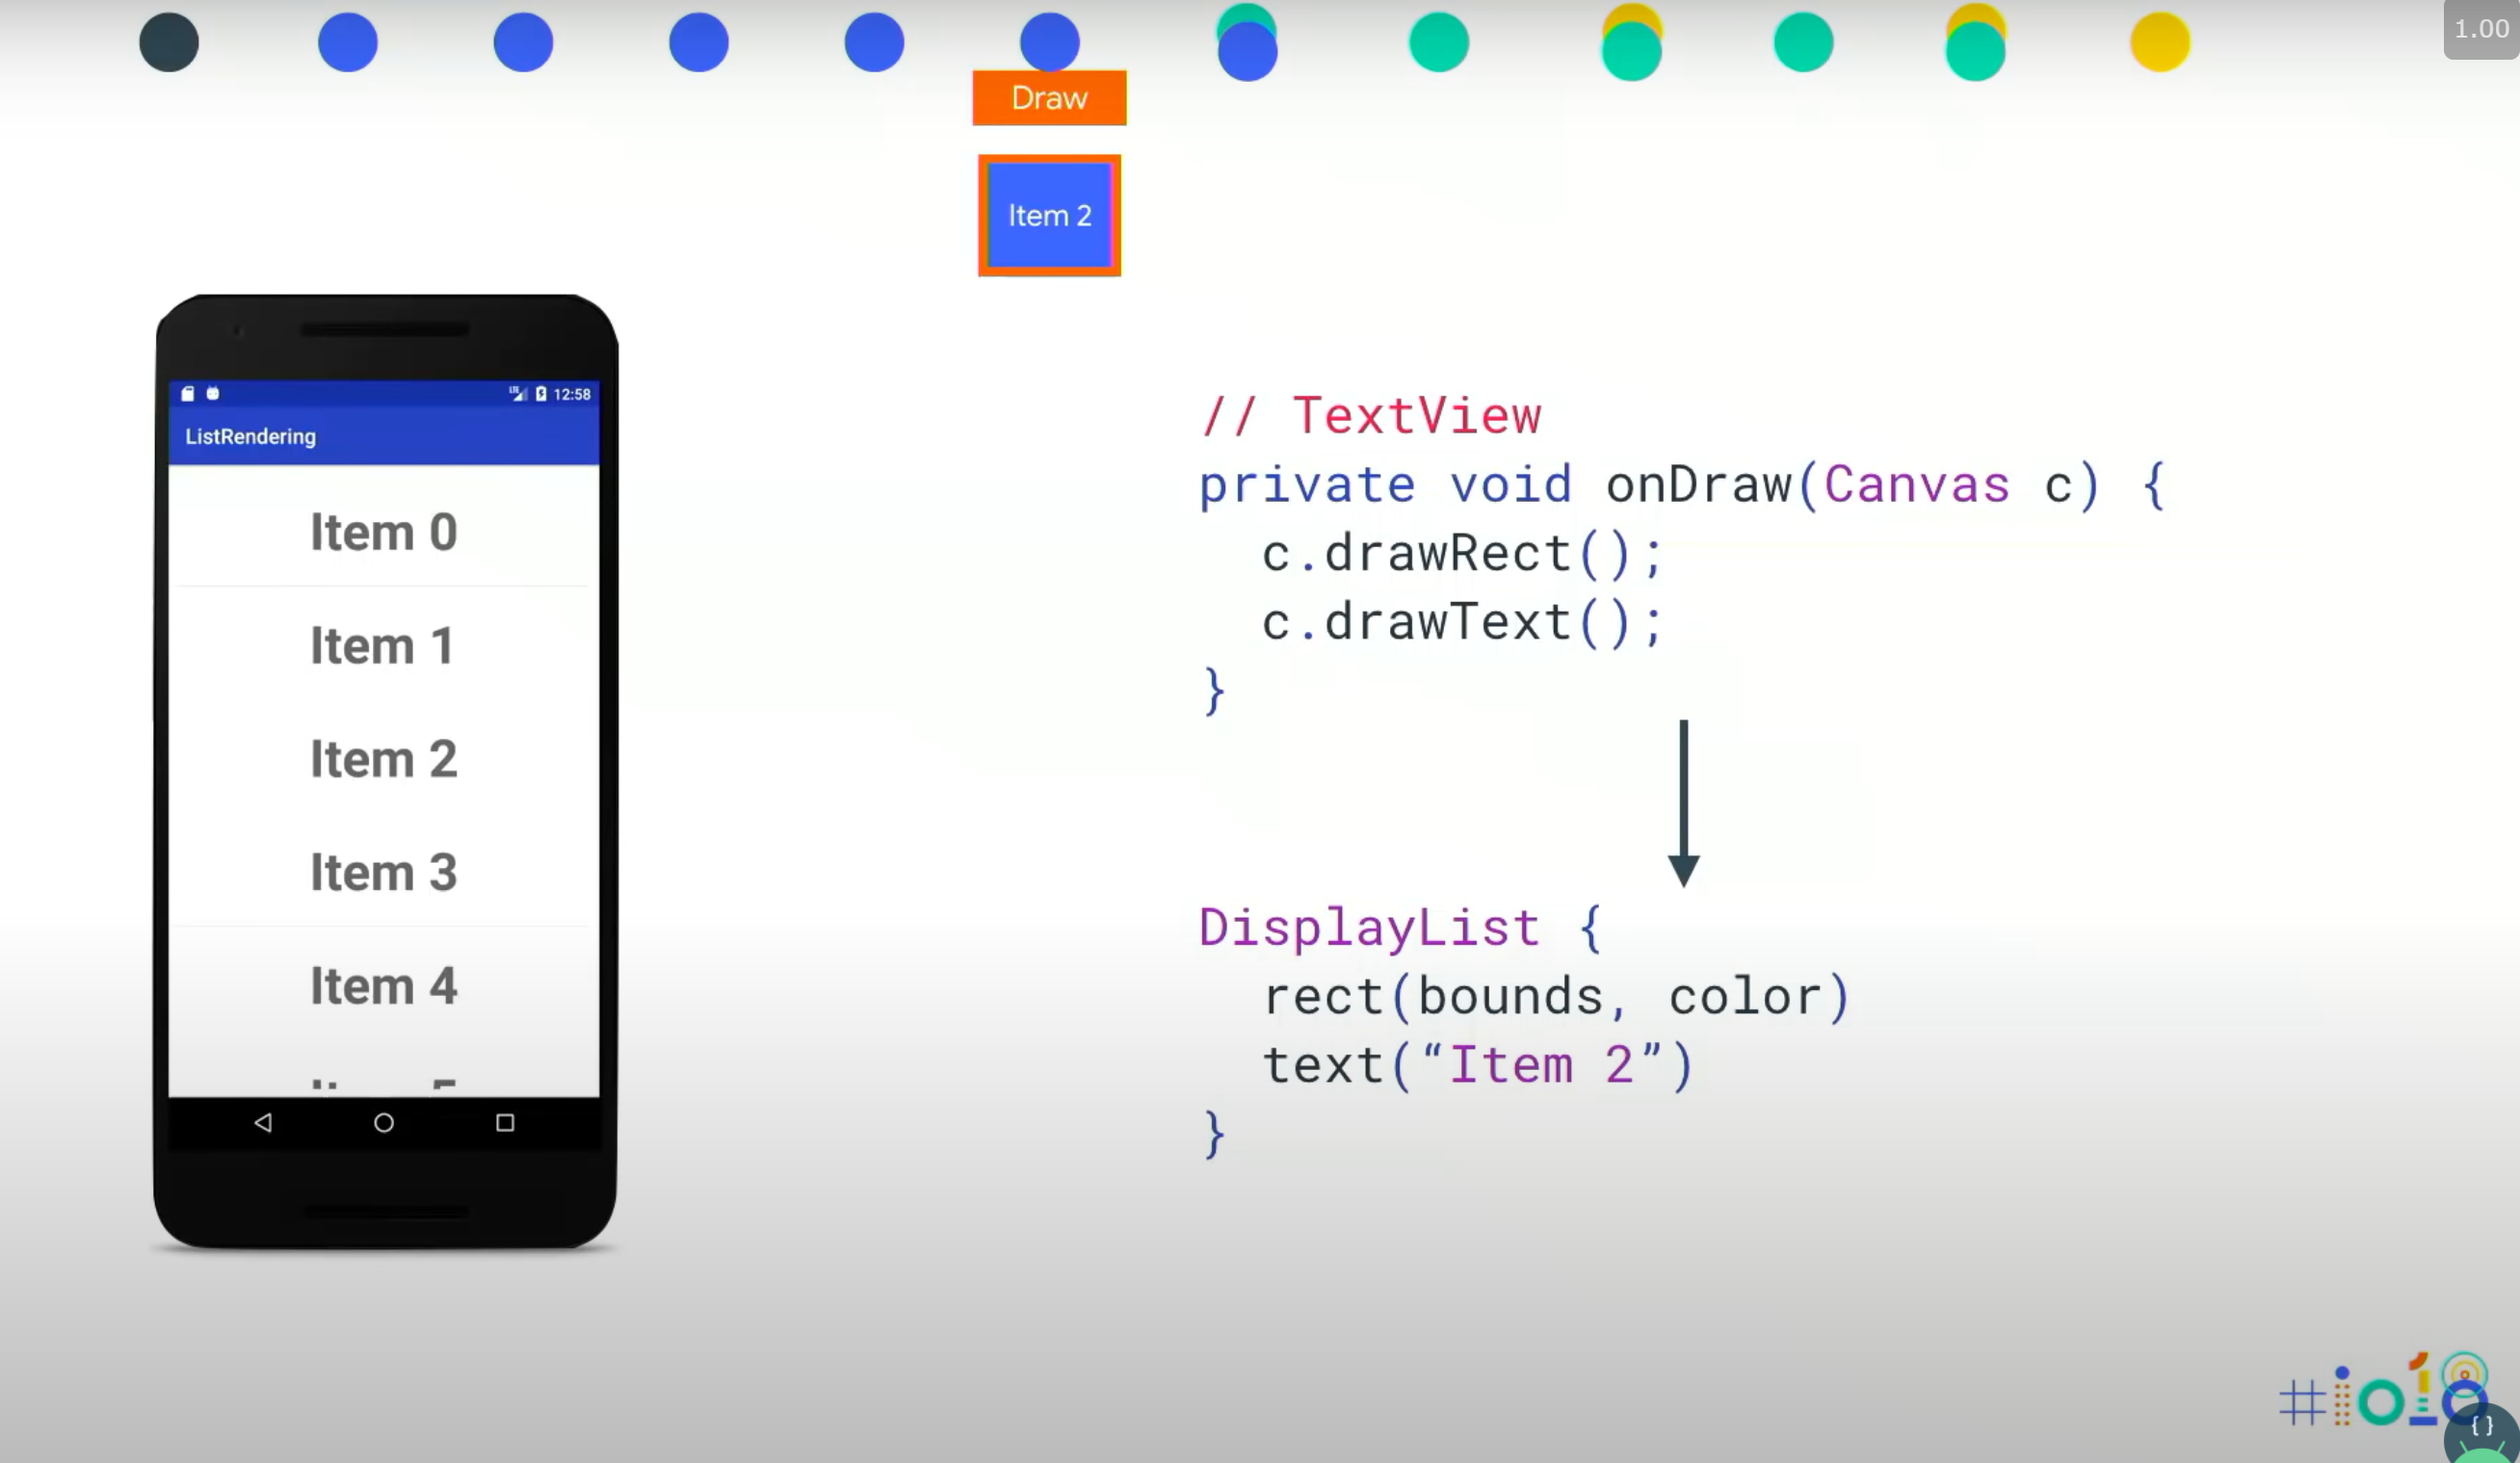 1.00
Draw
Item 2
LTE 12:58
ListRendering
Item 0
Item 1
Item 2
Item 3
Item 4
// TextView
private void onDraw(Canvas c) {
  c.drawRect();
  c.drawText();
}
DisplayList {
  rect(bounds, color)
  text(“Item 2”)
}
#io18
{ }